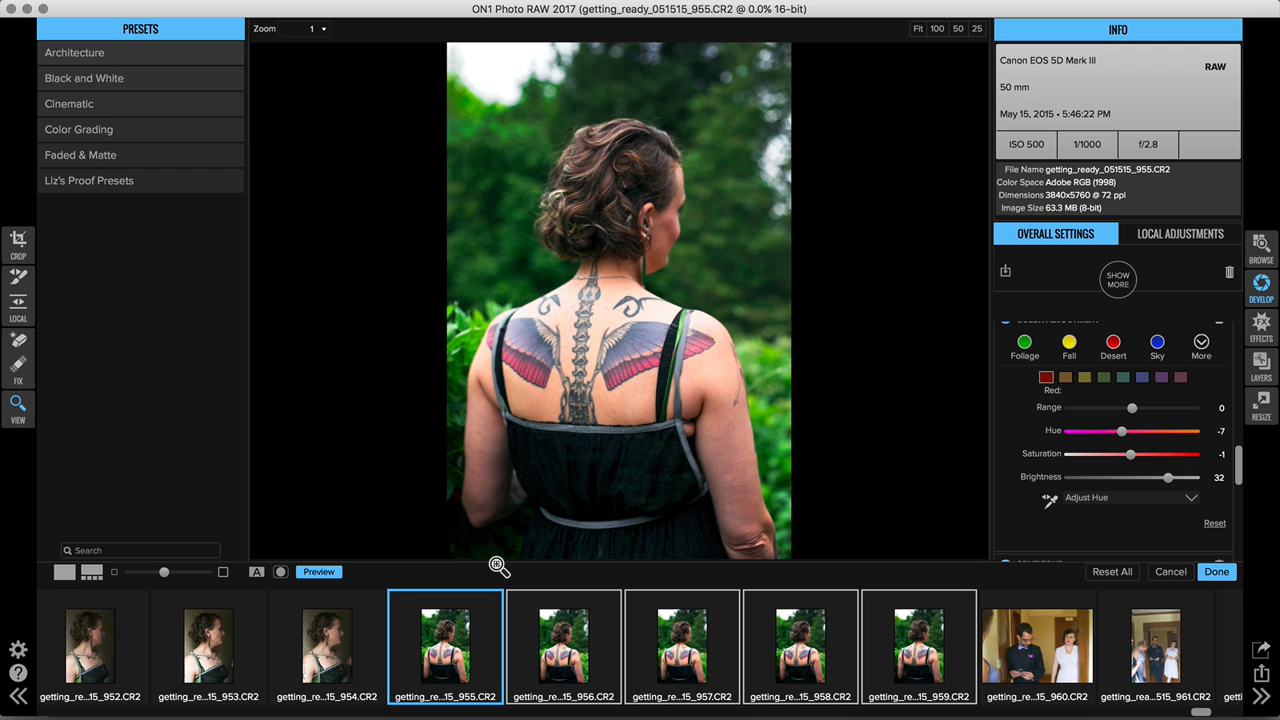 ON1 Photo RAW 2017 (getting_ready_051515_955.CR2 @ 0.0% 16-bit)
PRESETS
Architecture
Black and White
Cinematic
Color Grading
Faded & Matte
Liz's Proof Presets
Search
CROP
LOCAL
FIX
VIEW
Zoom 1
Fit 100 50 25
INFO
Canon EOS 5D Mark III
RAW
50 mm
May 15, 2015 • 5:46:22 PM
ISO 500 1/1000 f/2.8
File Name getting_ready_051515_955.CR2
Color Space Adobe RGB (1998)
Dimensions 3840x5760 @ 72 ppi
Image Size 63.3 MB (8-bit)
OVERALL SETTINGS LOCAL ADJUSTMENTS
SHOW
MORE
Foliage Fall Desert Sky More
Red:
Range 0
Hue -7
Saturation -1
Brightness 32
Adjust Hue
Reset
BROWSE
DEVELOP
EFFECTS
LAYERS
RESIZE
A Preview
Reset All Cancel Done
getting_re...15_952.CR2 getting_re...15_953.CR2 getting_re...15_954.CR2 getting_re...15_955.CR2 getting_re...15_956.CR2 getting_re...15_957.CR2 getting_re...15_958.CR2 getting_re...15_959.CR2 getting_re...15_960.CR2 getting_rea...515_961.CR2